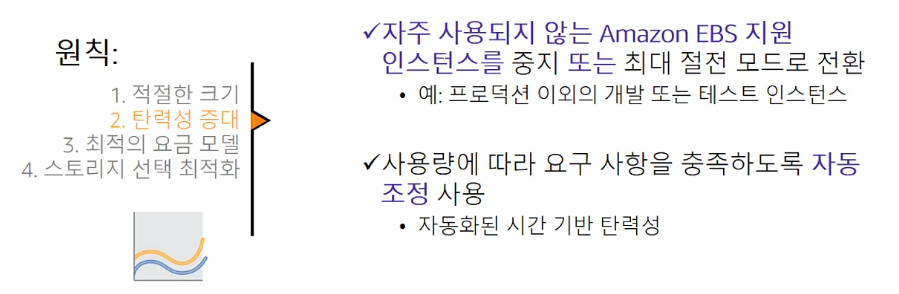 원칙:
1. 적절한 크기
2. 탄력성 증대
3. 최적의 요금 모델
4. 스토리지 선택 최적화
✓자주 사용되지 않는 Amazon EBS 지원
인스턴스를 중지 또는 최대 절전 모드로 전환
• 예: 프로덕션 이외의 개발 또는 테스트 인스턴스
✓사용량에 따라 요구 사항을 충족하도록 자동
조정 사용
• 자동화된 시간 기반 탄력성